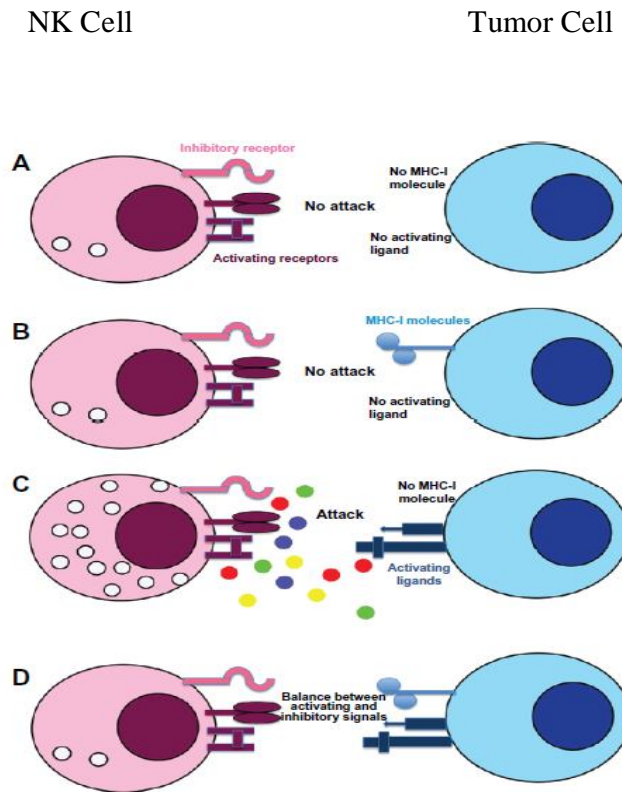 NK Cell
Tumor Cell
A
Inhibitory receptor
No attack
Activating receptors
No MHC-I
molecule
No activating
ligand
B
No attack
MHC-I molecules
No activating
ligand
C
Attack
No MHC-I
molecule
Activating
ligands
D
Balance between
activating and
inhibitory signals